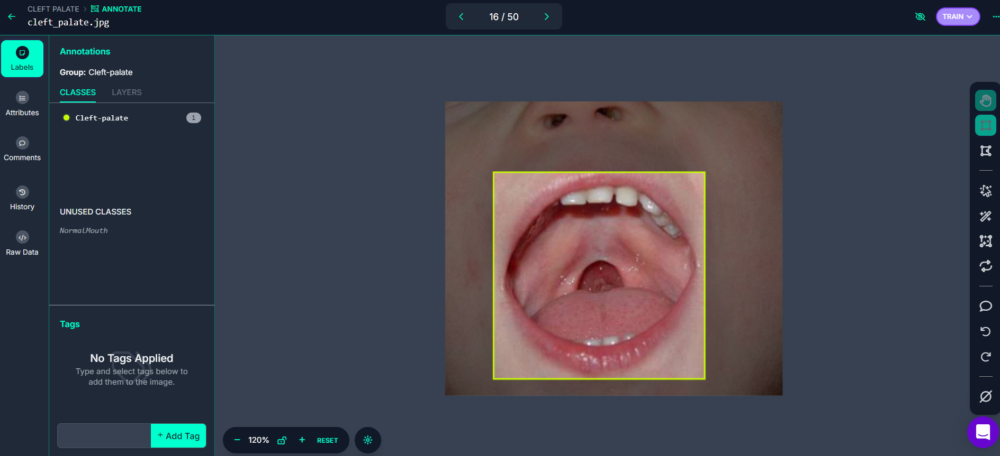 CLEFT PALATE > ANNOTATE
cleft_palate.jpg
16 / 50
TRAIN
Labels
Attributes
Comments
History
Raw Data
Annotations
Group: Cleft-palate
CLASSES LAYERS
Cleft-palate 1
UNUSED CLASSES
NormalMouth
Tags
No Tags Applied
Type and select tags below to
add them to the image.
+ Add Tag
− 120% + RESET